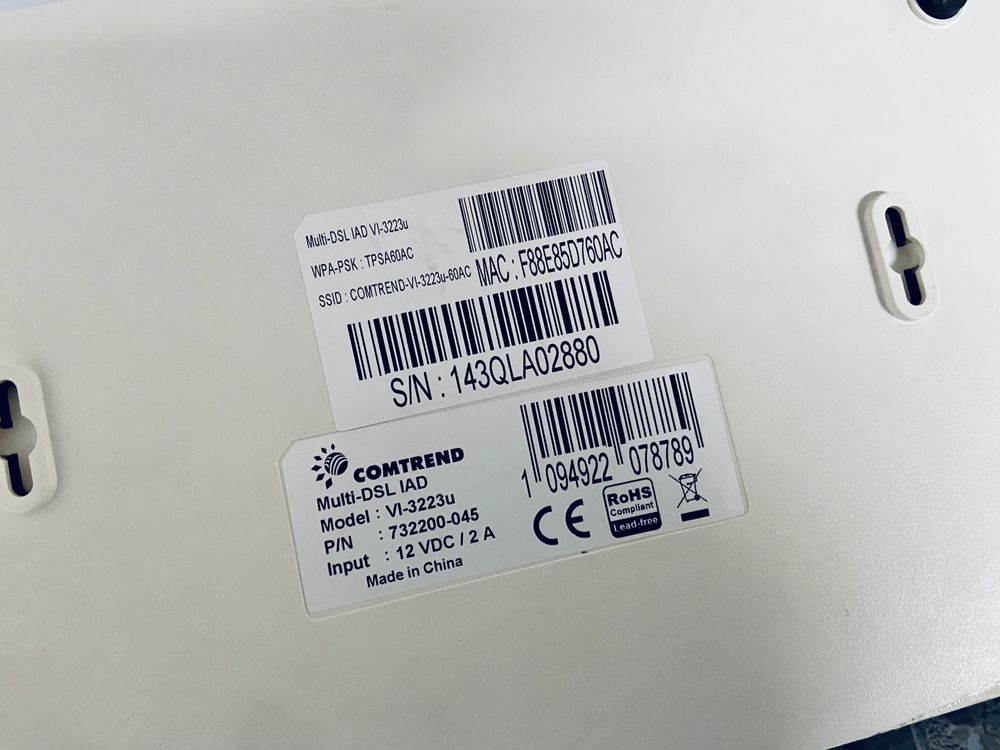 Multi-DSL IAD VI-3223u
WPA-PSK : TPSA60AC
SSID : COMTREND-VI-3223u-60AC
MAC : F88E85D760AC
S/N : 143QLA02880
COMTREND
Multi-DSL IAD
Model : VI-3223u
P/N : 732200-045
Input : 12 VDC / 2 A
Made in China
1 094922 078789
CE
RoHS
Compliant
Lead-free